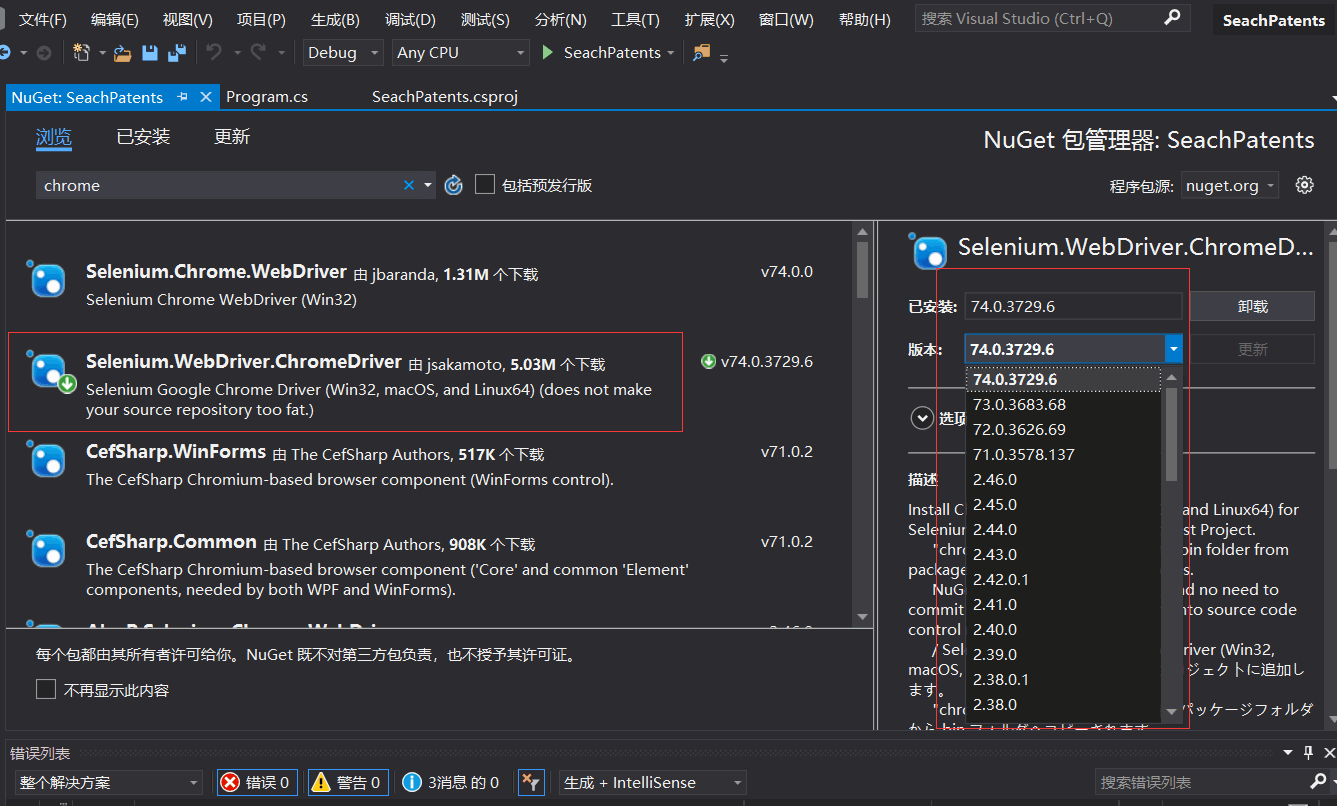 文件(F) 编辑(E) 视图(V) 项目(P) 生成(B) 调试(D) 测试(S) 分析(N) 工具(T) 扩展(X) 窗口(W) 帮助(H) 搜索 Visual Studio (Ctrl+Q) SeachPatents
Debug Any CPU SeachPatents
NuGet: SeachPatents Program.cs SeachPatents.csproj
浏览 已安装 更新
NuGet 包管理器: SeachPatents
chrome 包括预发行版
程序包源: nuget.org
Selenium.Chrome.WebDriver 由 jbaranda, 1.31M 个下载 v74.0.0
Selenium Chrome WebDriver (Win32)
Selenium.WebDriver.ChromeDriver 由 jsakamoto, 5.03M 个下载 v74.0.3729.6
Selenium Google Chrome Driver (Win32, macOS, and Linux64) (does not make
your source repository too fat.)
CefSharp.WinForms 由 The CefSharp Authors, 517K 个下载 v71.0.2
The CefSharp Chromium-based browser component (WinForms control).
CefSharp.Common 由 The CefSharp Authors, 908K 个下载 v71.0.2
The CefSharp Chromium-based browser component ('Core' and common 'Element'
components, needed by both WPF and WinForms).
每个包都由其所有者许可给你。NuGet 既不对第三方包负责，也不授予其许可证。
不再显示此内容
Selenium.WebDriver.ChromeD...
已安装: 74.0.3729.6 卸载
版本: 74.0.3729.6 更新
74.0.3729.6
73.0.3683.68
72.0.3626.69
71.0.3578.137
2.46.0
2.45.0
2.44.0
2.43.0
2.42.0.1
2.41.0
2.40.0
2.39.0
2.38.0.1
2.38.0
选项
描述
Install C and Linux64) for
Seleniun st Project.
"chro bin folder from
package s.
NuG nd no need to
commit nto source code
control
/ Sel river (Win32,
macOS, ジェクトに追加し
ます。
"chro パッケージフォルダ
から bin フォルダへコピーされます
错误列表
整个解决方案 错误 0 警告 0 3消息 的 0 生成 + IntelliSense 搜索错误列表